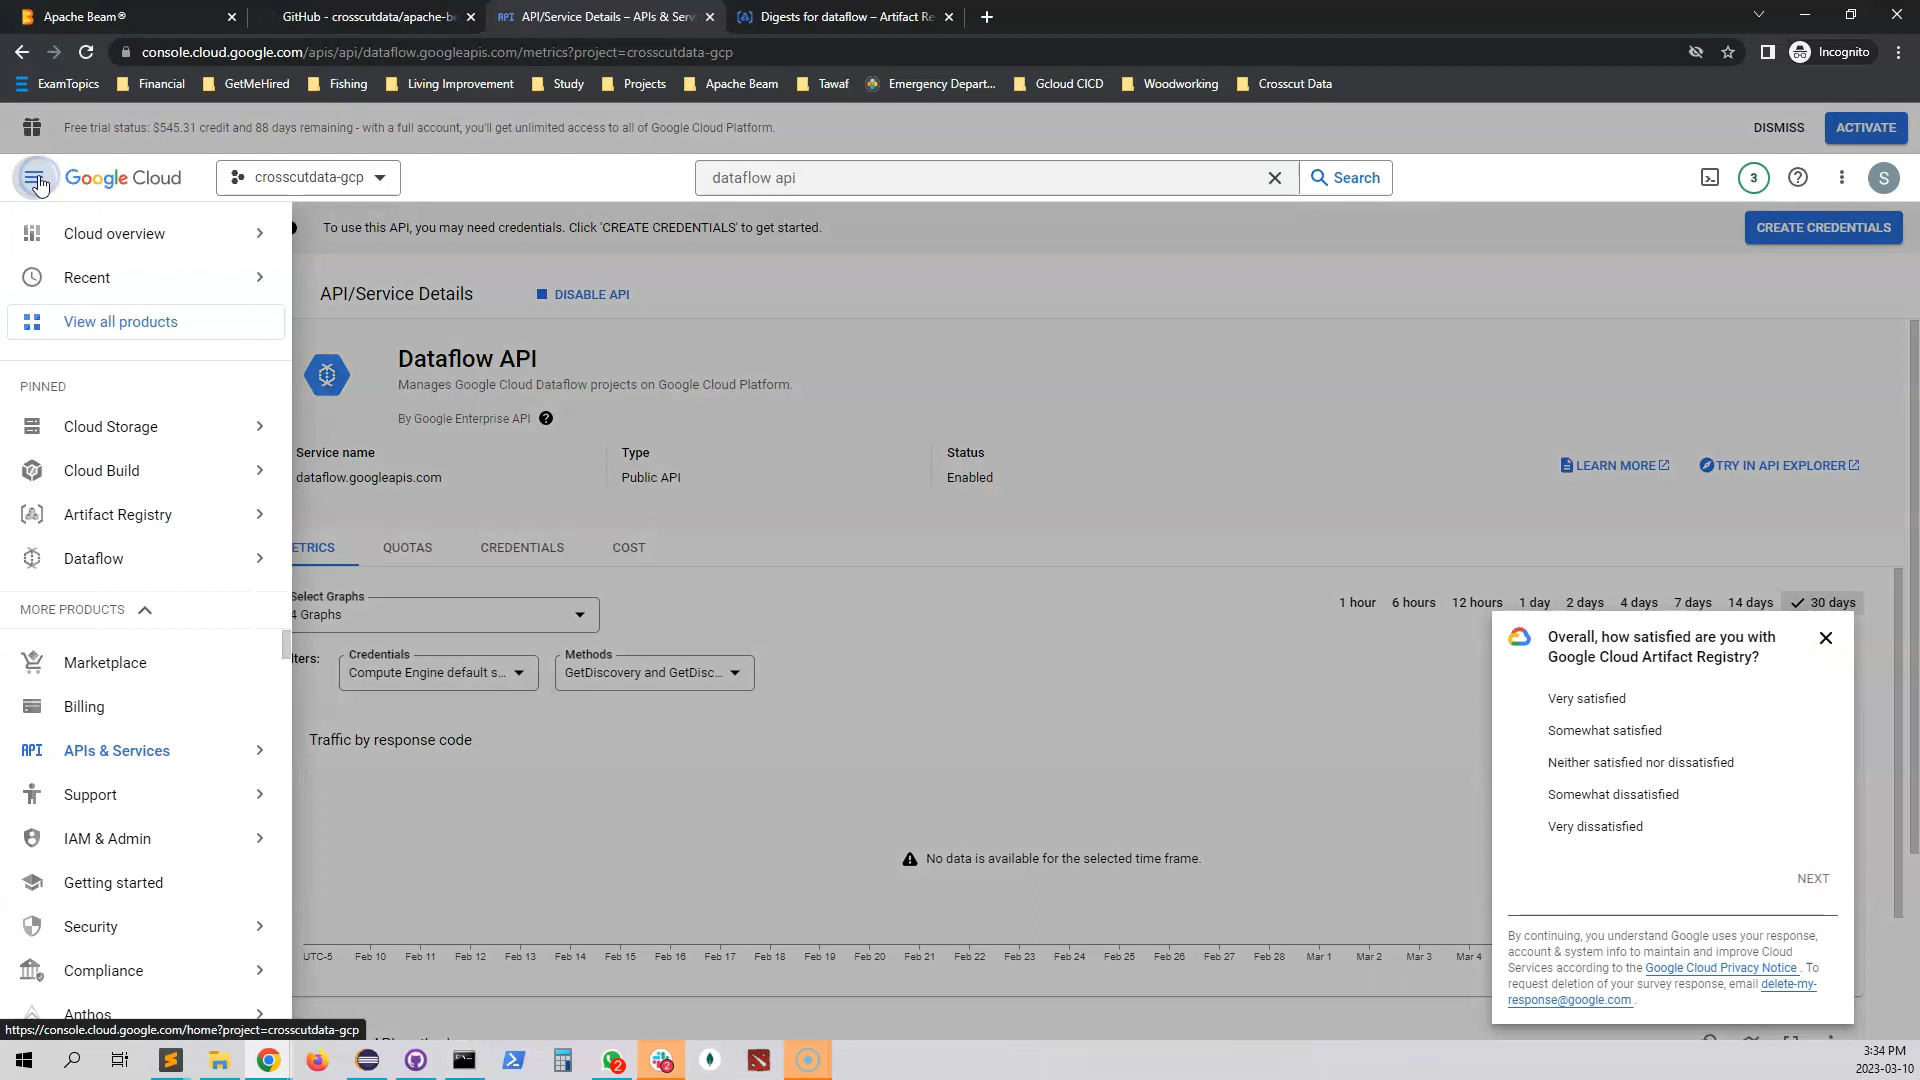 Apache Beam®
GitHub - crosscutdata/apache-be
API API/Service Details – APIs & Serv
Digests for dataflow – Artifact Re
console.cloud.google.com/apis/api/dataflow.googleapis.com/metrics?project=crosscutdata-gcp
Incognito
ExamTopics
Financial
GetMeHired
Fishing
Living Improvement
Study
Projects
Apache Beam
Tawaf
Emergency Depart...
Gcloud CICD
Woodworking
Crosscut Data
Free trial status: $545.31 credit and 88 days remaining - with a full account, you'll get unlimited access to all of Google Cloud Platform.
DISMISS
ACTIVATE
Google Cloud
crosscutdata-gcp
dataflow api
Search
3
S
Cloud overview
Recent
View all products
PINNED
Cloud Storage
Cloud Build
Artifact Registry
Dataflow
MORE PRODUCTS
Marketplace
Billing
API APIs & Services
Support
IAM & Admin
Getting started
Security
Compliance
Anthos
https://console.cloud.google.com/home?project=crosscutdata-gcp
To use this API, you may need credentials. Click 'CREATE CREDENTIALS' to get started.
CREATE CREDENTIALS
API/Service Details
DISABLE API
Dataflow API
Manages Google Cloud Dataflow projects on Google Cloud Platform.
By Google Enterprise API
Service name
dataflow.googleapis.com
Type
Public API
Status
Enabled
LEARN MORE
TRY IN API EXPLORER
ETRICS
QUOTAS
CREDENTIALS
COST
Select Graphs
4 Graphs
1 hour
6 hours
12 hours
1 day
2 days
4 days
7 days
14 days
30 days
lters:
Credentials
Compute Engine default s...
Methods
GetDiscovery and GetDisc...
Traffic by response code
No data is available for the selected time frame.
UTC-5
Feb 10
Feb 11
Feb 12
Feb 13
Feb 14
Feb 15
Feb 16
Feb 17
Feb 18
Feb 19
Feb 20
Feb 21
Feb 22
Feb 23
Feb 24
Feb 25
Feb 26
Feb 27
Feb 28
Mar 1
Mar 2
Mar 3
Mar 4
Overall, how satisfied are you with
Google Cloud Artifact Registry?
Very satisfied
Somewhat satisfied
Neither satisfied nor dissatisfied
Somewhat dissatisfied
Very dissatisfied
NEXT
By continuing, you understand Google uses your response,
account & system info to maintain and improve Cloud
Services according to the Google Cloud Privacy Notice . To
request deletion of your survey response, email delete-my-
response@google.com .
2
2
3:34 PM
2023-03-10